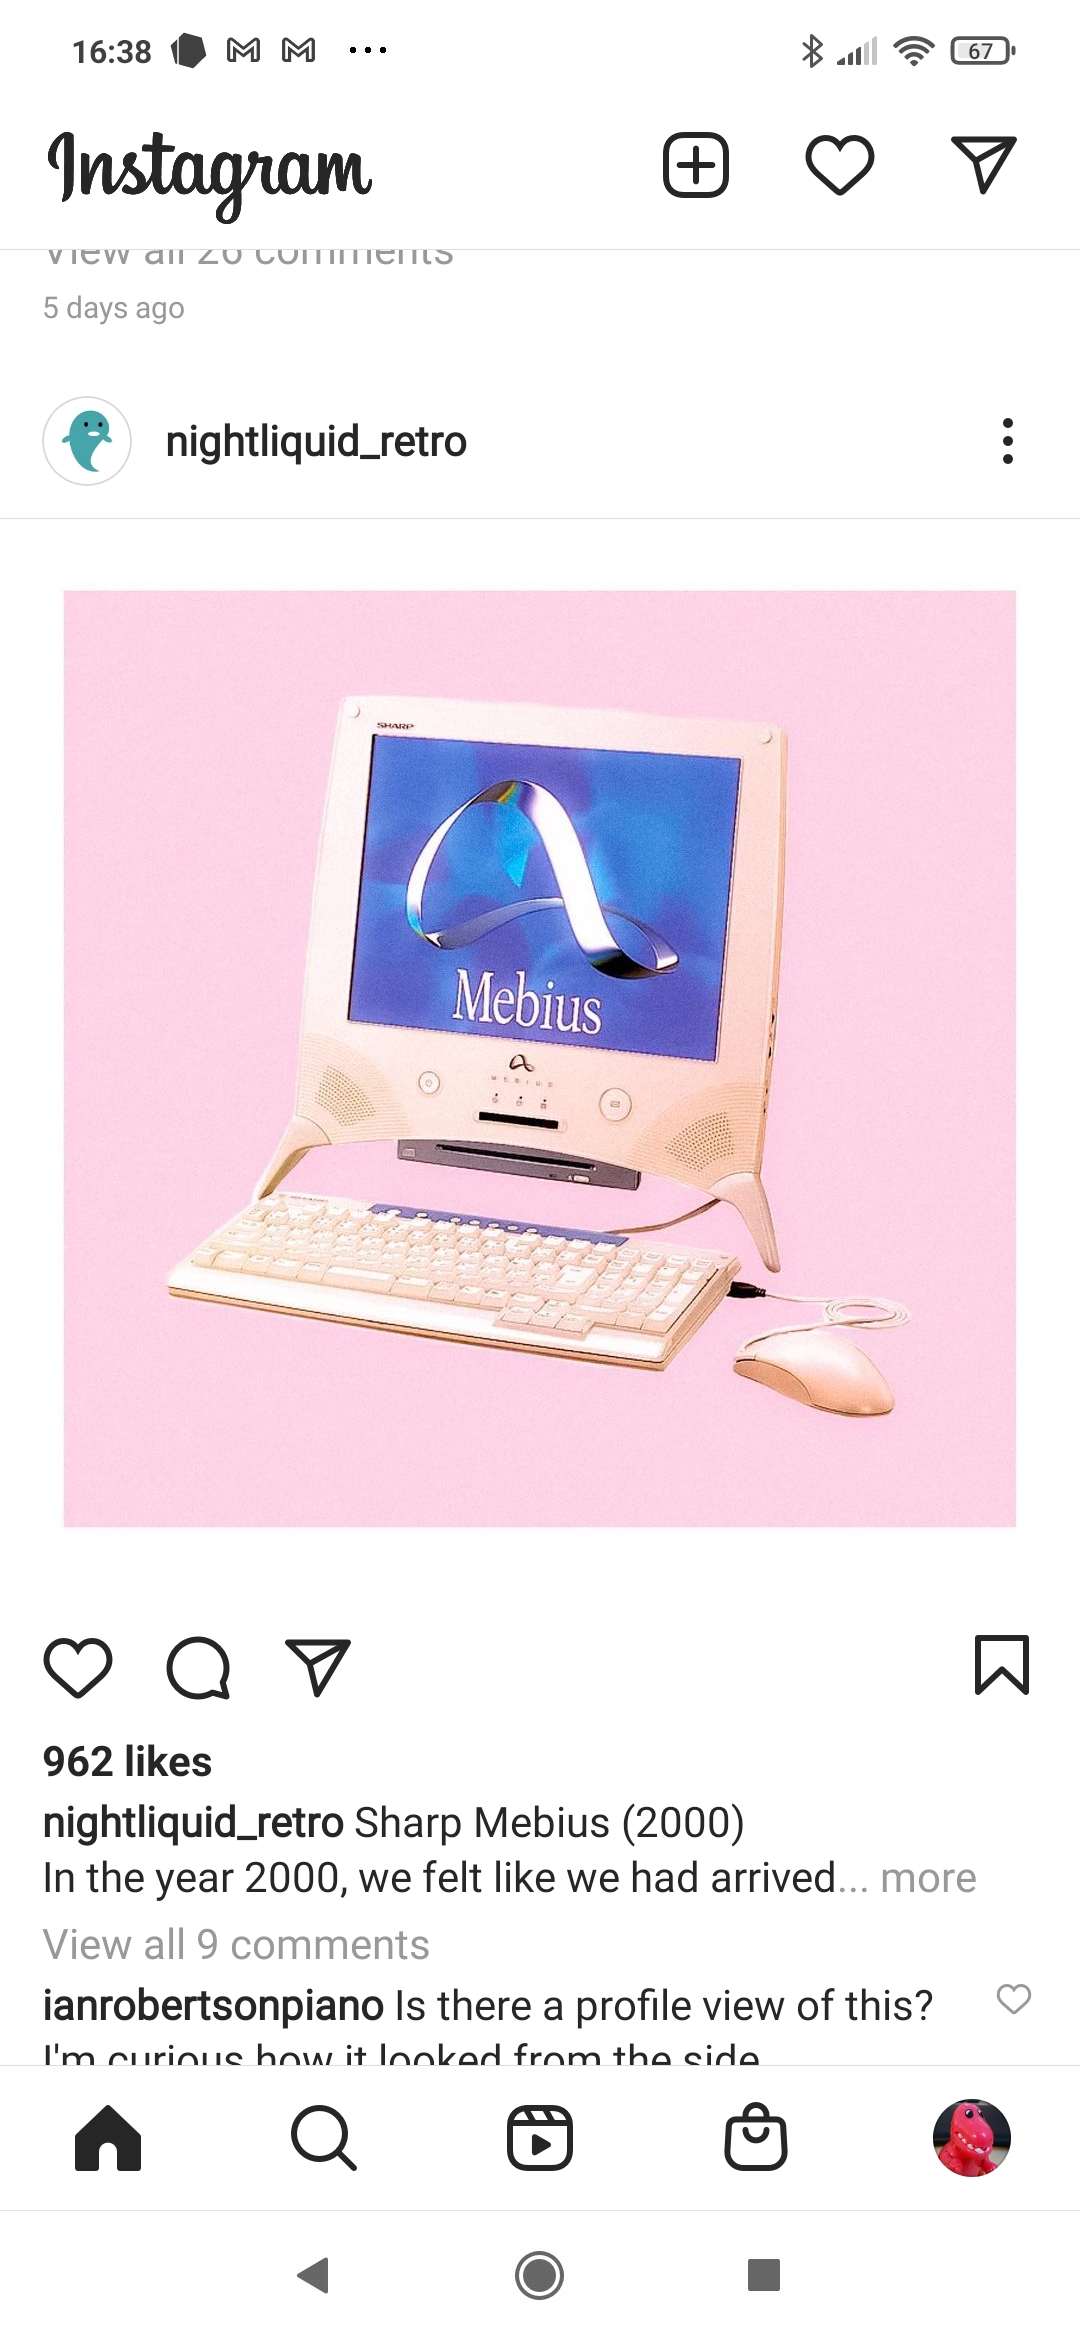 16:38
67
Instagram
View all 26 comments
5 days ago
nightliquid_retro
SHARP
Mebius
MEBIUS
962 likes
nightliquid_retro Sharp Mebius (2000)
In the year 2000, we felt like we had arrived... more
View all 9 comments
ianrobertsonpiano Is there a profile view of this?
I'm curious how it looked from the side